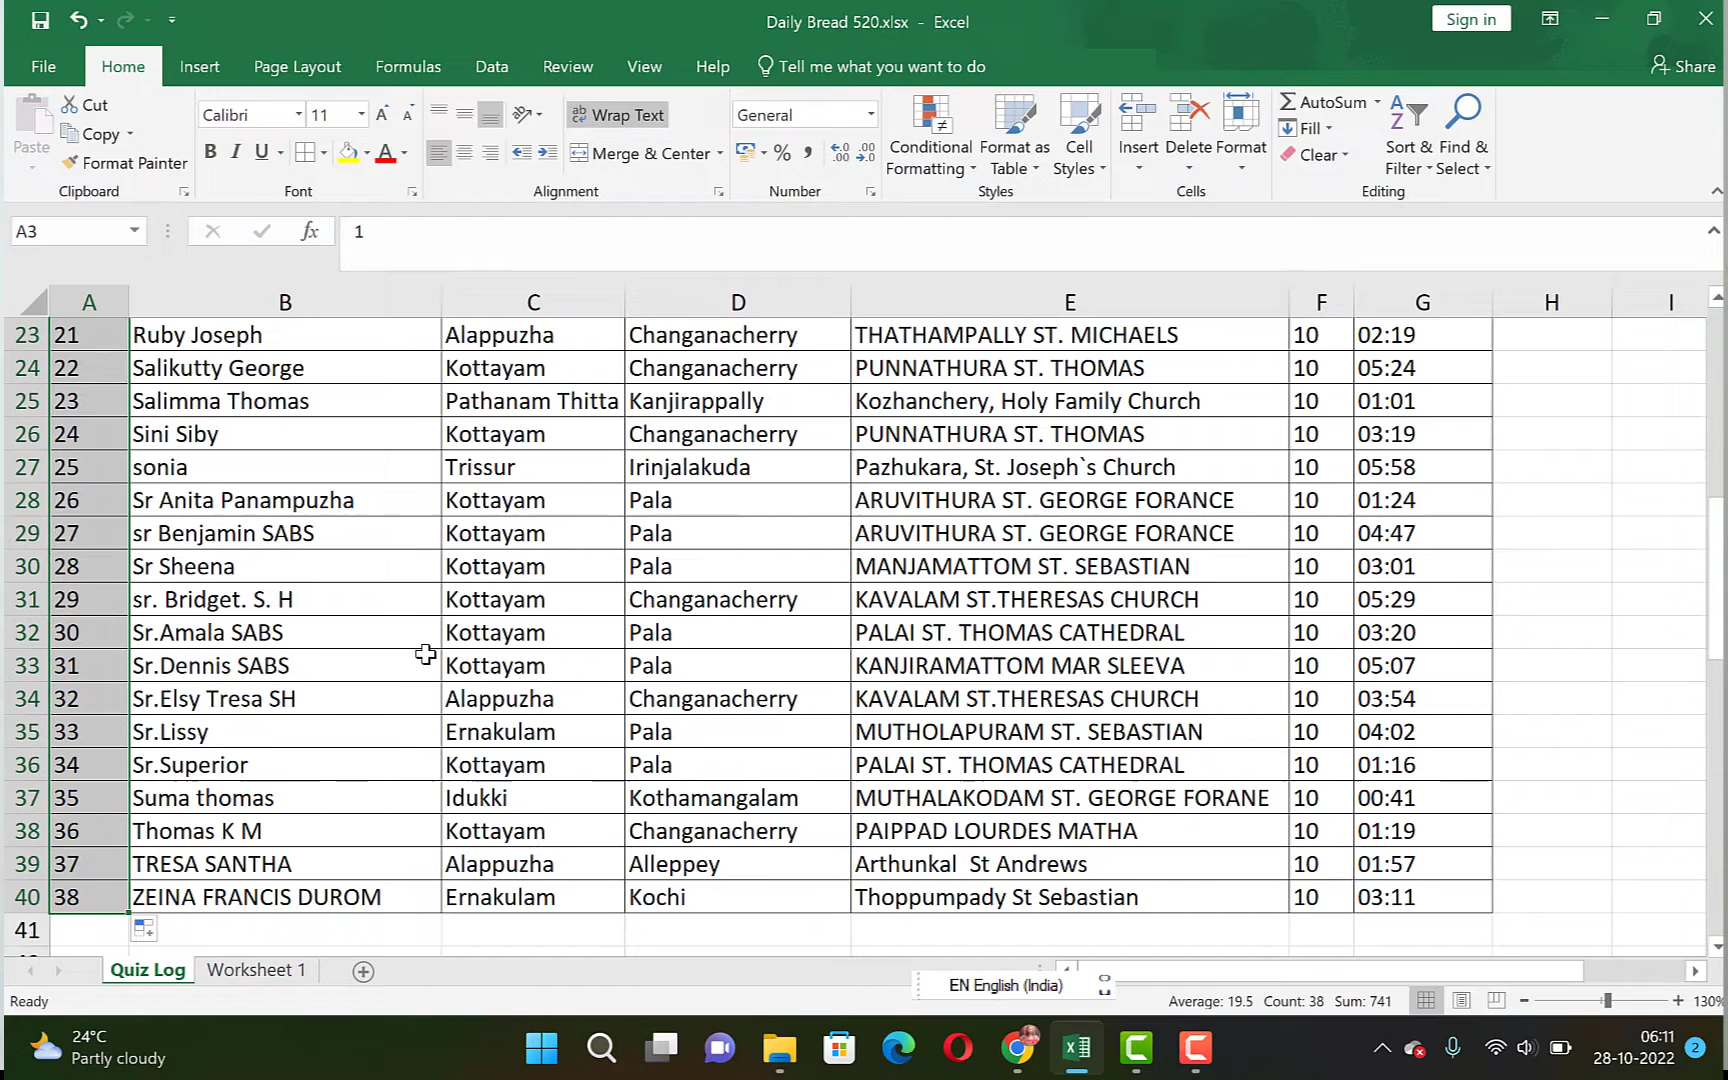 Daily Bread 520.xlsx - Excel
Sign in
File Home Insert Page Layout Formulas Data Review View Help Tell me what you want to do Share
Paste Cut Copy Format Painter Clipboard
Calibri 11 A A B I U A Font
ab Wrap Text Merge & Center Alignment
General % , Number
Conditional Formatting Format as Table Cell Styles Styles
Insert Delete Format Cells
AutoSum Fill Clear Sort & Filter Find & Select Editing
A3 fx 1
A B C D E F G H I
23 21 Ruby Joseph Alappuzha Changanacherry THATHAMPALLY ST. MICHAELS 10 02:19
24 22 Salikutty George Kottayam Changanacherry PUNNATHURA ST. THOMAS 10 05:24
25 23 Salimma Thomas Pathanam Thitta Kanjirappally Kozhanchery, Holy Family Church 10 01:01
26 24 Sini Siby Kottayam Changanacherry PUNNATHURA ST. THOMAS 10 03:19
27 25 sonia Trissur Irinjalakuda Pazhukara, St. Joseph`s Church 10 05:58
28 26 Sr Anita Panampuzha Kottayam Pala ARUVITHURA ST. GEORGE FORANCE 10 01:24
29 27 sr Benjamin SABS Kottayam Pala ARUVITHURA ST. GEORGE FORANCE 10 04:47
30 28 Sr Sheena Kottayam Pala MANJAMATTOM ST. SEBASTIAN 10 03:01
31 29 sr. Bridget. S. H Kottayam Changanacherry KAVALAM ST.THERESAS CHURCH 10 05:29
32 30 Sr.Amala SABS Kottayam Pala PALAI ST. THOMAS CATHEDRAL 10 03:20
33 31 Sr.Dennis SABS Kottayam Pala KANJIRAMATTOM MAR SLEEVA 10 05:07
34 32 Sr.Elsy Tresa SH Alappuzha Changanacherry KAVALAM ST.THERESAS CHURCH 10 03:54
35 33 Sr.Lissy Ernakulam Pala MUTHOLAPURAM ST. SEBASTIAN 10 04:02
36 34 Sr.Superior Kottayam Pala PALAI ST. THOMAS CATHEDRAL 10 01:16
37 35 Suma thomas Idukki Kothamangalam MUTHALAKODAM ST. GEORGE FORANE 10 00:41
38 36 Thomas K M Kottayam Changanacherry PAIPPAD LOURDES MATHA 10 01:19
39 37 TRESA SANTHA Alappuzha Alleppey Arthunkal  St Andrews 10 01:57
40 38 ZEINA FRANCIS DUROM Ernakulam Kochi Thoppumpady St Sebastian 10 03:11
41
Quiz Log Worksheet 1
EN English (India)
Ready Average: 19.5 Count: 38 Sum: 741 130%
24°C
Partly cloudy
06:11
28-10-2022 2